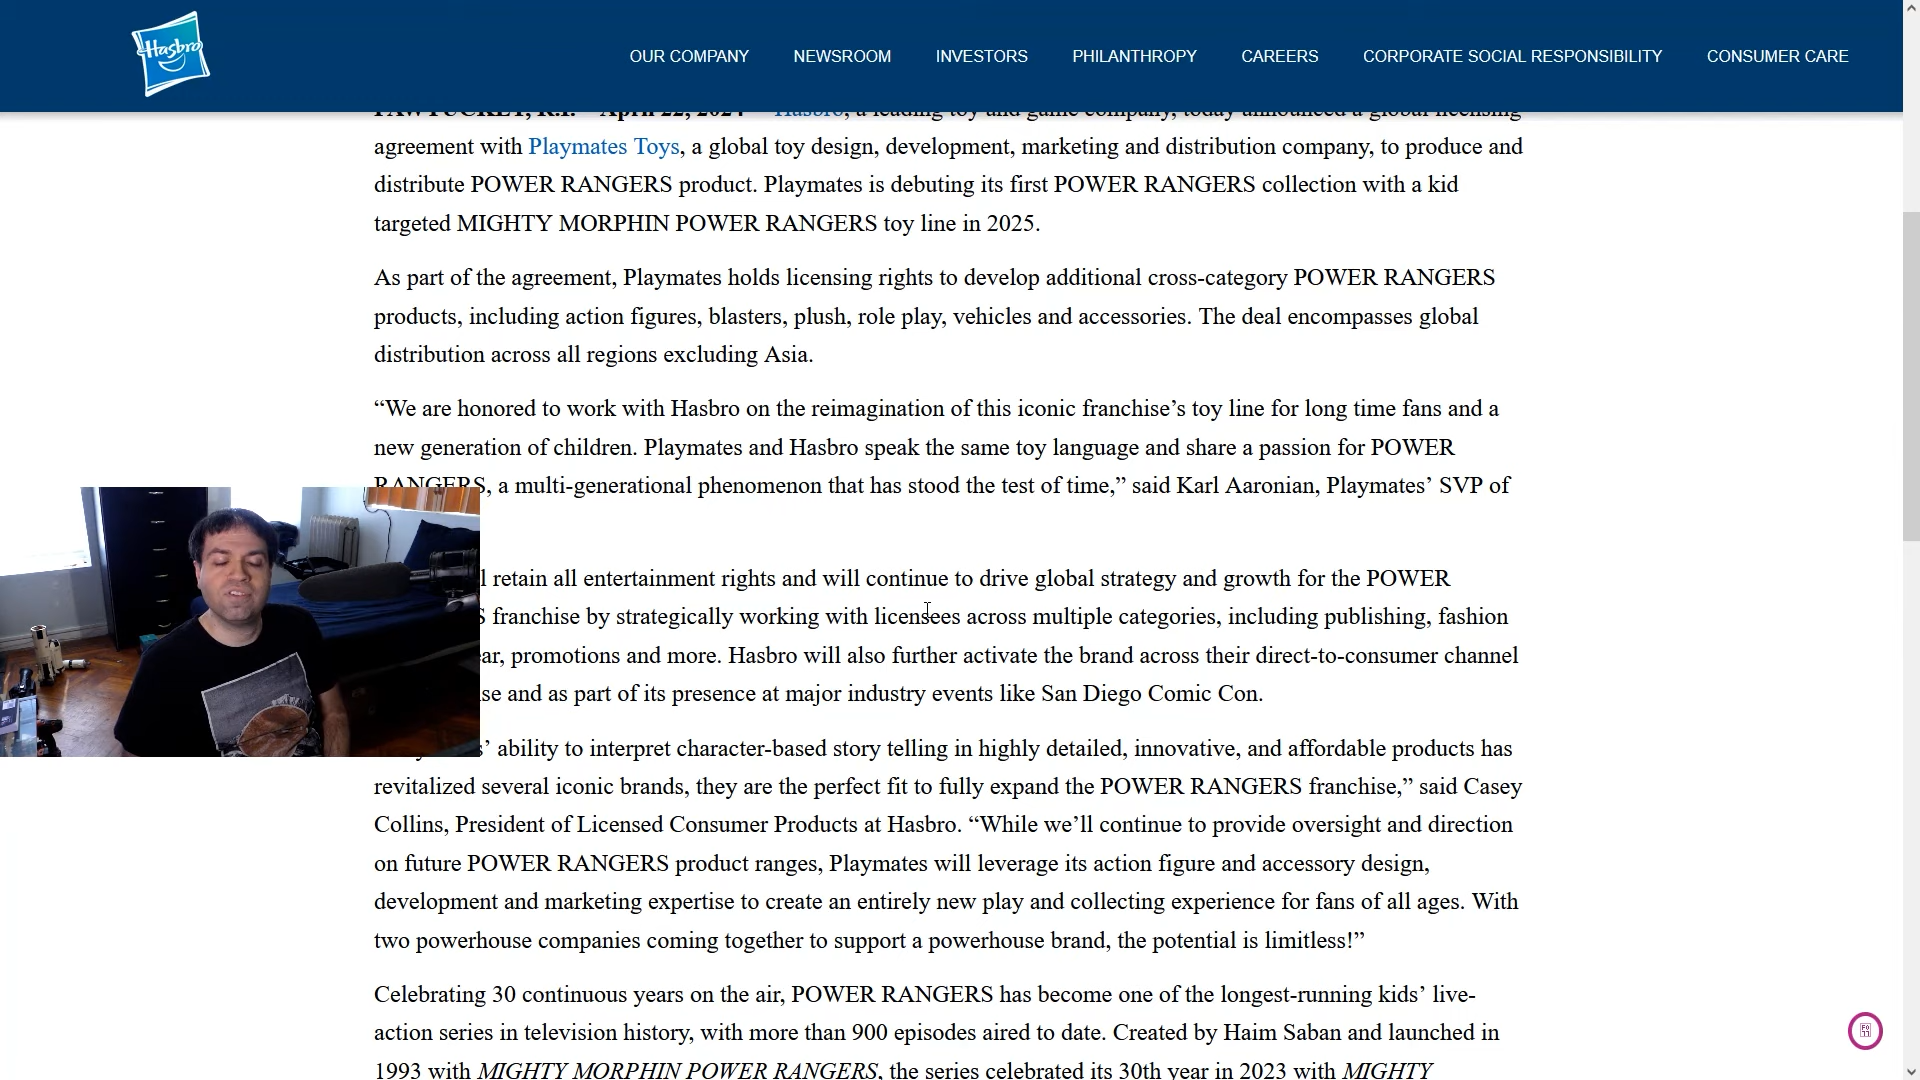 Hasbro
OUR COMPANY NEWSROOM INVESTORS PHILANTHROPY CAREERS CORPORATE SOCIAL RESPONSIBILITY CONSUMER CARE
PAWTUCKET, R.I. – April 22, 2024 – Hasbro, a leading toy and game company, today announced a global licensing
agreement with Playmates Toys, a global toy design, development, marketing and distribution company, to produce and
distribute POWER RANGERS product. Playmates is debuting its first POWER RANGERS collection with a kid
targeted MIGHTY MORPHIN POWER RANGERS toy line in 2025.
As part of the agreement, Playmates holds licensing rights to develop additional cross-category POWER RANGERS
products, including action figures, blasters, plush, role play, vehicles and accessories. The deal encompasses global
distribution across all regions excluding Asia.
“We are honored to work with Hasbro on the reimagination of this iconic franchise’s toy line for long time fans and a
new generation of children. Playmates and Hasbro speak the same toy language and share a passion for POWER
RANGERS, a multi-generational phenomenon that has stood the test of time,” said Karl Aaronian, Playmates’ SVP of
retain all entertainment rights and will continue to drive global strategy and growth for the POWER
franchise by strategically working with licensees across multiple categories, including publishing, fashion
promotions and more. Hasbro will also further activate the brand across their direct-to-consumer channel
and as part of its presence at major industry events like San Diego Comic Con.
ability to interpret character-based story telling in highly detailed, innovative, and affordable products has
revitalized several iconic brands, they are the perfect fit to fully expand the POWER RANGERS franchise,” said Casey
Collins, President of Licensed Consumer Products at Hasbro. “While we’ll continue to provide oversight and direction
on future POWER RANGERS product ranges, Playmates will leverage its action figure and accessory design,
development and marketing expertise to create an entirely new play and collecting experience for fans of all ages. With
two powerhouse companies coming together to support a powerhouse brand, the potential is limitless!”
Celebrating 30 continuous years on the air, POWER RANGERS has become one of the longest-running kids’ live-
action series in television history, with more than 900 episodes aired to date. Created by Haim Saban and launched in
1993 with MIGHTY MORPHIN POWER RANGERS, the series celebrated its 30th year in 2023 with MIGHTY